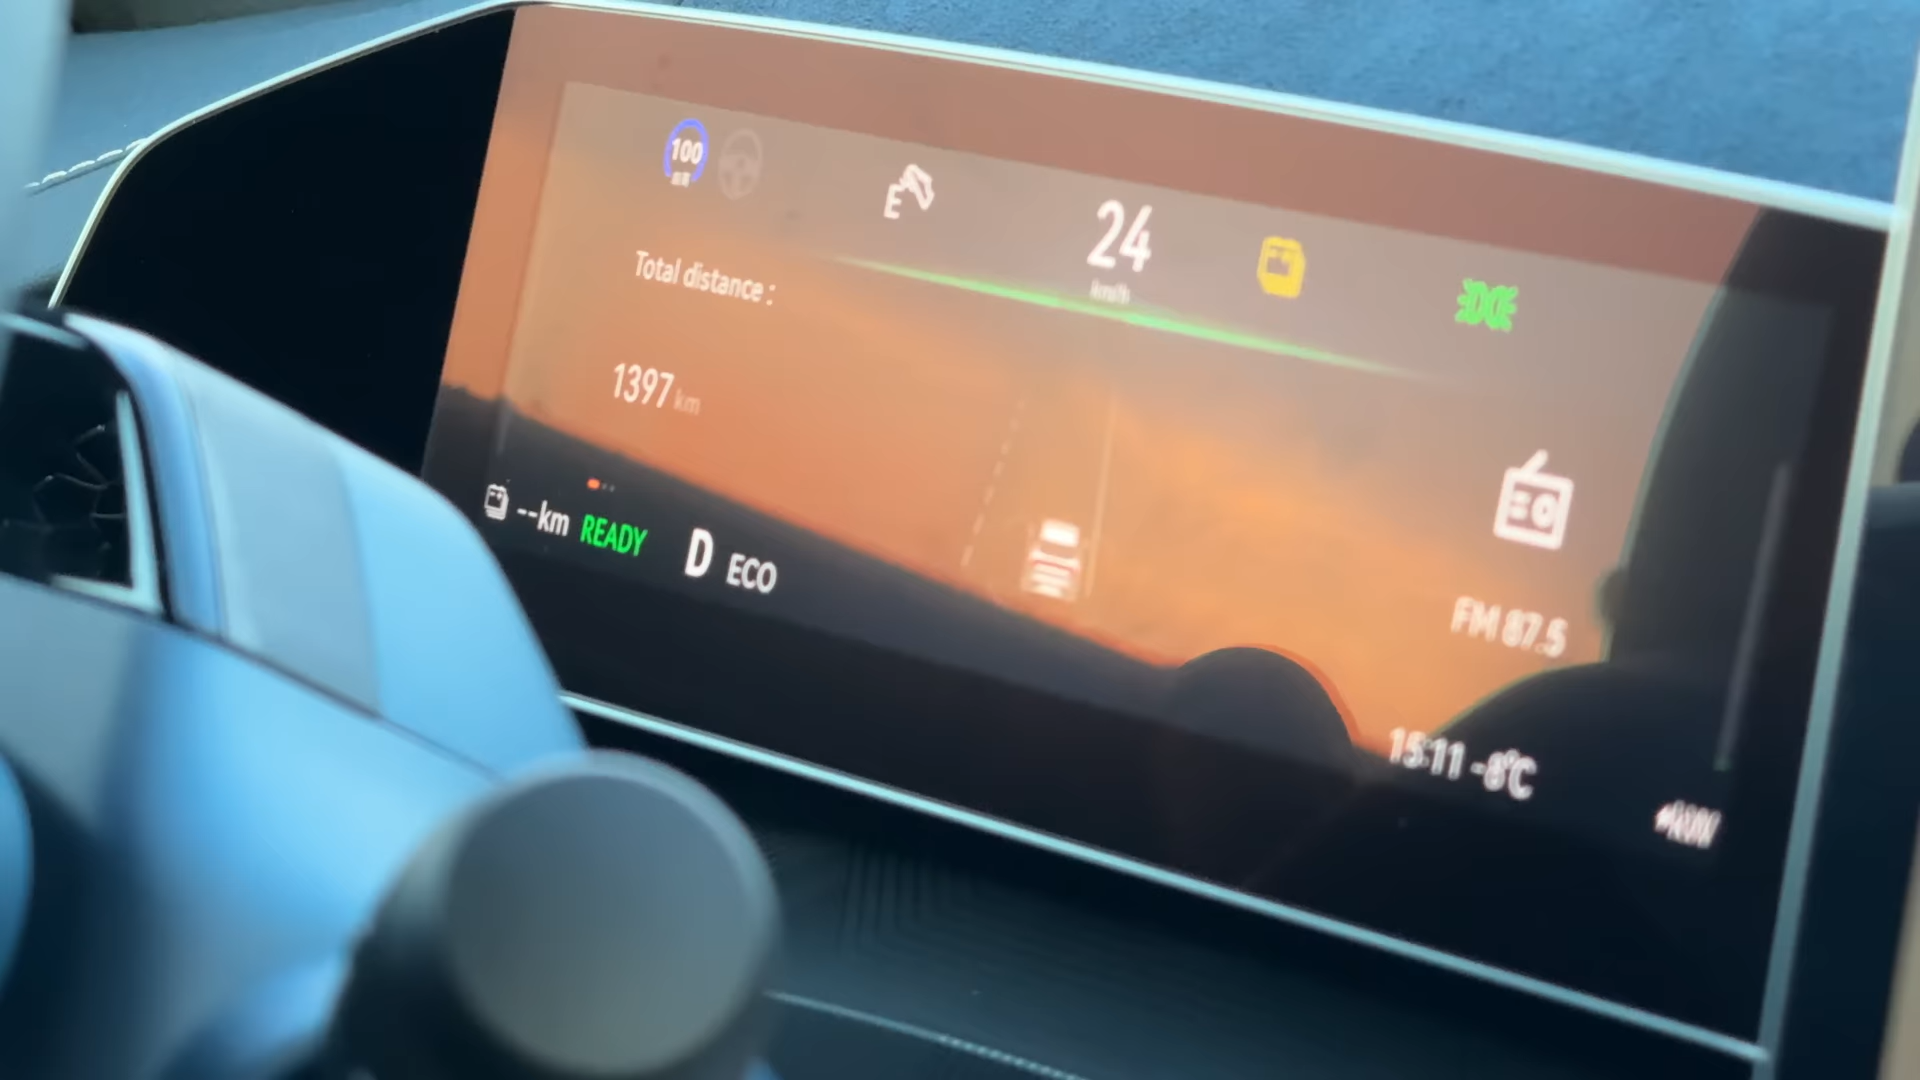 100
E
24
km/h
Total distance :
1397 km
--km READY D ECO
FM 87.5
15:11 -8°C